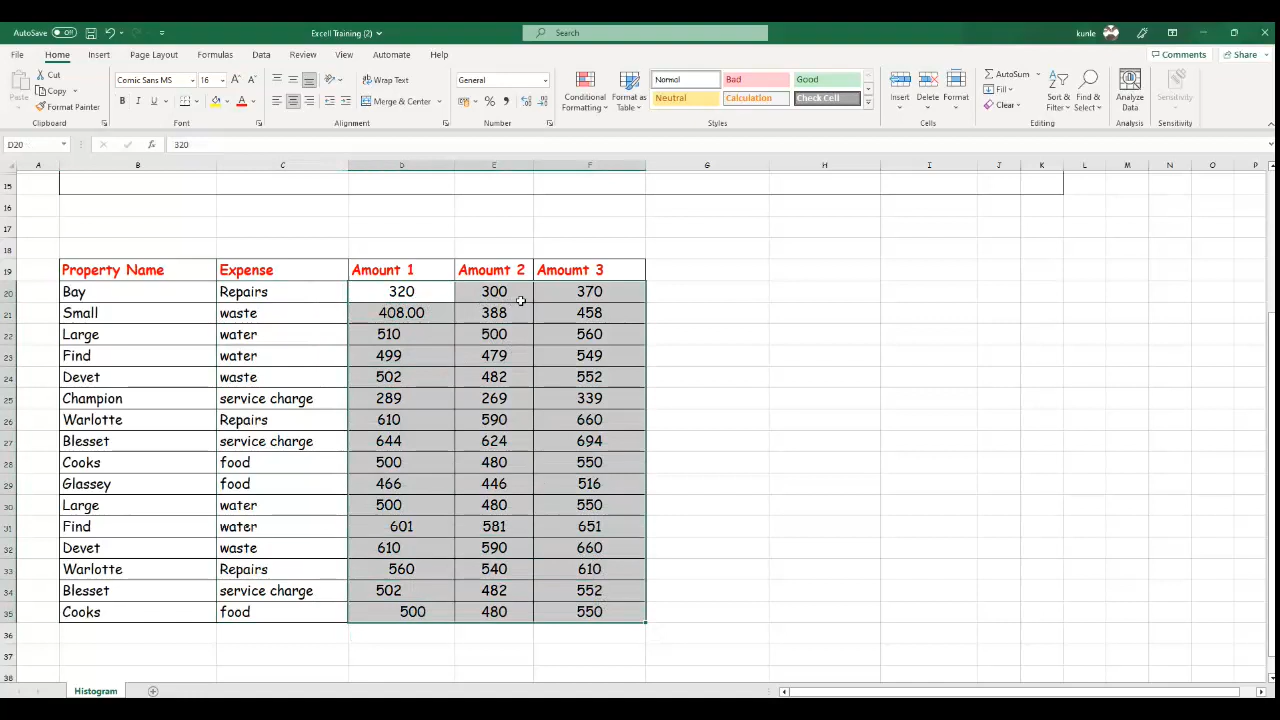 AutoSave Off Excell Training (2) Search kunle
File Home Insert Page Layout Formulas Data Review View Automate Help Comments Share
Cut Comic Sans MS 16 Wrap Text General Normal Bad Good AutoSum
Paste Copy Conditional Formatting Format as Table Neutral Calculation Check Cell Insert Delete Format Fill Sort & Filter Find & Select Analyze Data Sensitivity
Format Painter Merge & Center Clear
Clipboard Font Alignment Number Styles Cells Editing Analysis Sensitivity
D20 320
A B C D E F G H I J K L M N O P
15
16
17
18
19 Property Name Expense Amount 1 Amoumt 2 Amoumt 3
20 Bay Repairs 320 300 370
21 Small waste 408.00 388 458
22 Large water 510 500 560
23 Find water 499 479 549
24 Devet waste 502 482 552
25 Champion service charge 289 269 339
26 Warlotte Repairs 610 590 660
27 Blesset service charge 644 624 694
28 Cooks food 500 480 550
29 Glassey food 466 446 516
30 Large water 500 480 550
31 Find water 601 581 651
32 Devet waste 610 590 660
33 Warlotte Repairs 560 540 610
34 Blesset service charge 502 482 552
35 Cooks food 500 480 550
36
37
38
Histogram